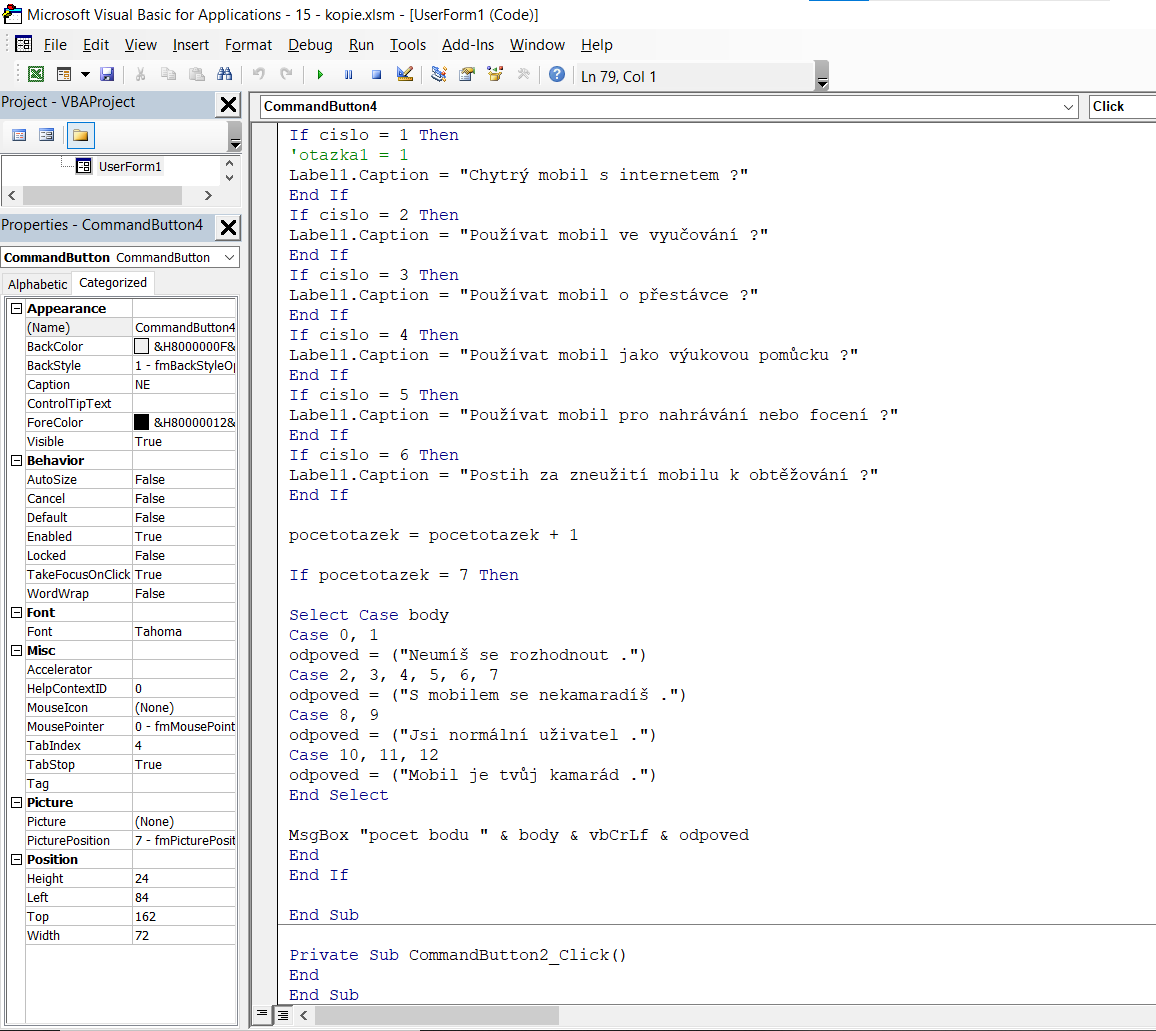 Microsoft Visual Basic for Applications - 15 - kopie.xlsm - [UserForm1 (Code)]
File Edit View Insert Format Debug Run Tools Add-Ins Window Help
Ln 79, Col 1
Project - VBAProject
UserForm1
Properties - CommandButton4
CommandButton CommandButton
Alphabetic Categorized
Appearance
(Name) CommandButton4
BackColor &H8000000F&
BackStyle 1 - fmBackStyleOp
Caption NE
ControlTipText
ForeColor &H80000012&
Visible True
Behavior
AutoSize False
Cancel False
Default False
Enabled True
Locked False
TakeFocusOnClick True
WordWrap False
Font
Font Tahoma
Misc
Accelerator
HelpContextID 0
MouseIcon (None)
MousePointer 0 - fmMousePoint
TabIndex 4
TabStop True
Tag
Picture
Picture (None)
PicturePosition 7 - fmPicturePosit
Position
Height 24
Left 84
Top 162
Width 72
CommandButton4 Click
If cislo = 1 Then
'otazka1 = 1
Label1.Caption = "Chytrý mobil s internetem ?"
End If
If cislo = 2 Then
Label1.Caption = "Používat mobil ve vyučování ?"
End If
If cislo = 3 Then
Label1.Caption = "Používat mobil o přestávce ?"
End If
If cislo = 4 Then
Label1.Caption = "Používat mobil jako výukovou pomůcku ?"
End If
If cislo = 5 Then
Label1.Caption = "Používat mobil pro nahrávání nebo focení ?"
End If
If cislo = 6 Then
Label1.Caption = "Postih za zneužití mobilu k obtěžování ?"
End If
pocetotazek = pocetotazek + 1
If pocetotazek = 7 Then
Select Case body
Case 0, 1
odpoved = ("Neumíš se rozhodnout .")
Case 2, 3, 4, 5, 6, 7
odpoved = ("S mobilem se nekamaradíš .")
Case 8, 9
odpoved = ("Jsi normální uživatel .")
Case 10, 11, 12
odpoved = ("Mobil je tvůj kamarád .")
End Select
MsgBox "pocet bodu " & body & vbCrLf & odpoved
End
End If
End Sub
Private Sub CommandButton2_Click()
End
End Sub